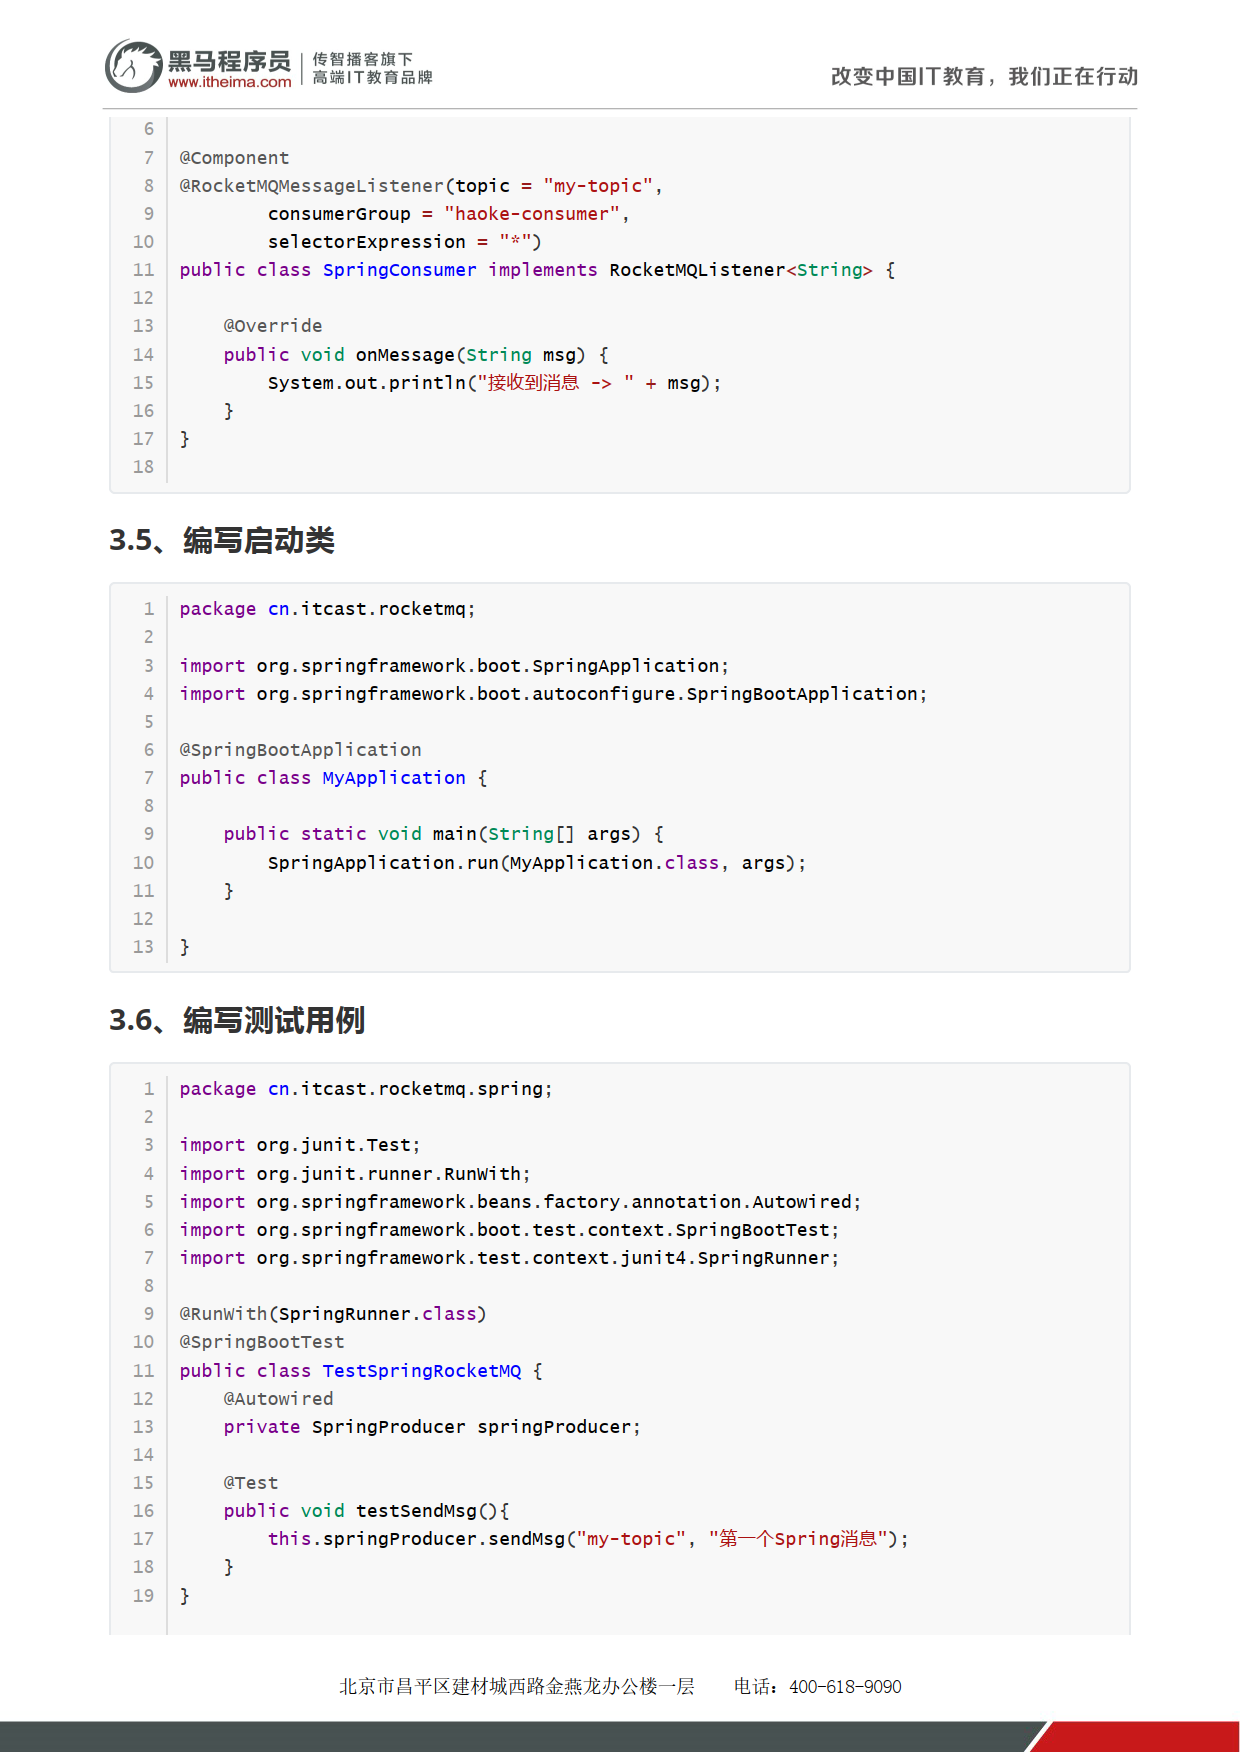 黑马程序员
www.itheima.com
传智播客旗下
高端IT教育品牌
改变中国IT教育，我们正在行动
6
7 @Component
8 @RocketMQMessageListener(topic = "my-topic",
9         consumerGroup = "haoke-consumer",
10         selectorExpression = "*")
11 public class SpringConsumer implements RocketMQListener<String> {
12
13     @Override
14     public void onMessage(String msg) {
15         System.out.println("接收到消息 -> " + msg);
16     }
17 }
18
3.5、编写启动类
1 package cn.itcast.rocketmq;
2
3 import org.springframework.boot.SpringApplication;
4 import org.springframework.boot.autoconfigure.SpringBootApplication;
5
6 @SpringBootApplication
7 public class MyApplication {
8
9     public static void main(String[] args) {
10         SpringApplication.run(MyApplication.class, args);
11     }
12
13 }
3.6、编写测试用例
1 package cn.itcast.rocketmq.spring;
2
3 import org.junit.Test;
4 import org.junit.runner.RunWith;
5 import org.springframework.beans.factory.annotation.Autowired;
6 import org.springframework.boot.test.context.SpringBootTest;
7 import org.springframework.test.context.junit4.SpringRunner;
8
9 @RunWith(SpringRunner.class)
10 @SpringBootTest
11 public class TestSpringRocketMQ {
12     @Autowired
13     private SpringProducer springProducer;
14
15     @Test
16     public void testSendMsg(){
17         this.springProducer.sendMsg("my-topic", "第一个Spring消息");
18     }
19 }
北京市昌平区建材城西路金燕龙办公楼一层 电话：400-618-9090